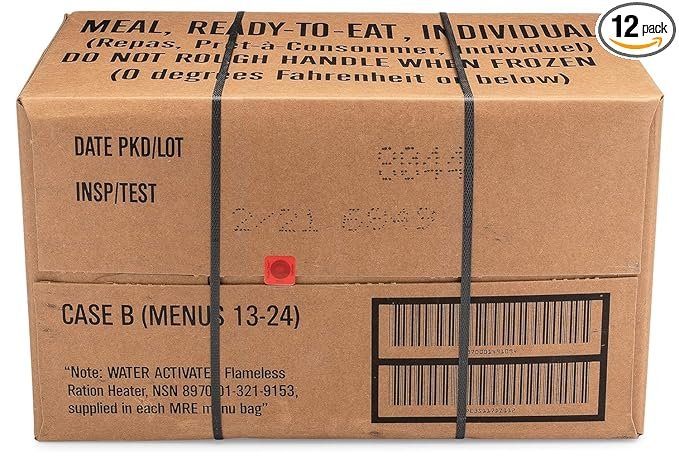 12 pack
MEAL, READY-TO-EAT, INDIVIDUAL
(Repas, Prêt-à-Consommer, Individuel)
DO NOT ROUGH HANDLE WHEN FROZEN
(0 degrees Fahrenheit or below)
DATE PKD/LOT
INSP/TEST
2/21
CASE B (MENUS 13-24)
"Note: WATER ACTIVATED Flameless
Ration Heater, NSN 8970-01-321-9153,
supplied in each MRE menu bag"